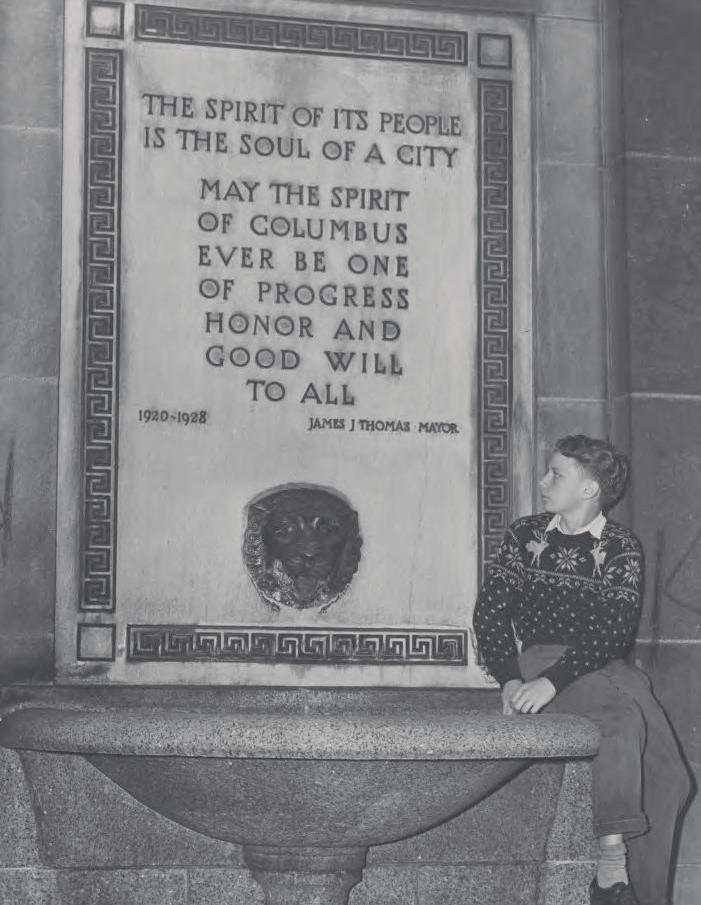 THE SPIRIT OF ITS PEOPLE
IS THE SOUL OF A CITY
MAY THE SPIRIT
OF COLUMBUS
EVER BE ONE
OF PROGRESS
HONOR AND
GOOD WILL
TO ALL
1920~1928 JAMES J THOMAS · MAYOR